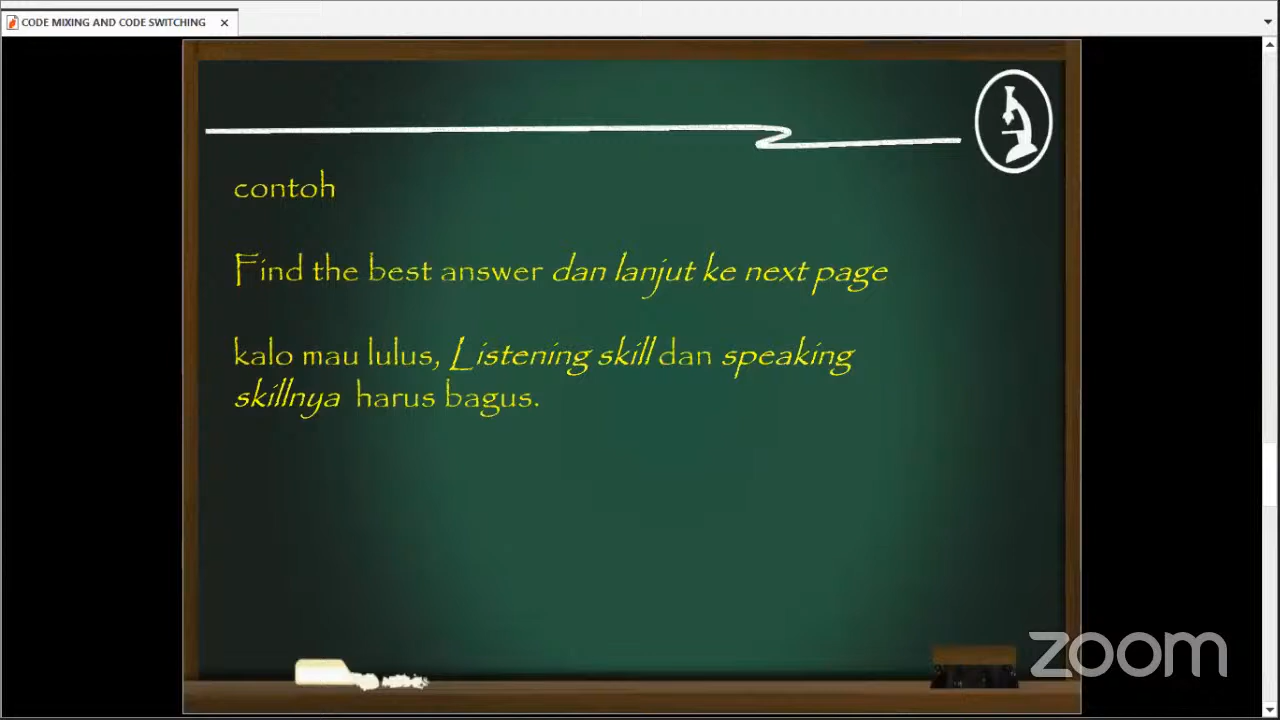 CODE MIXING AND CODE SWITCHING
contoh
Find the best answer dan lanjut ke next page
kalo mau lulus, Listening skill dan speaking
skillnya harus bagus.
zoom